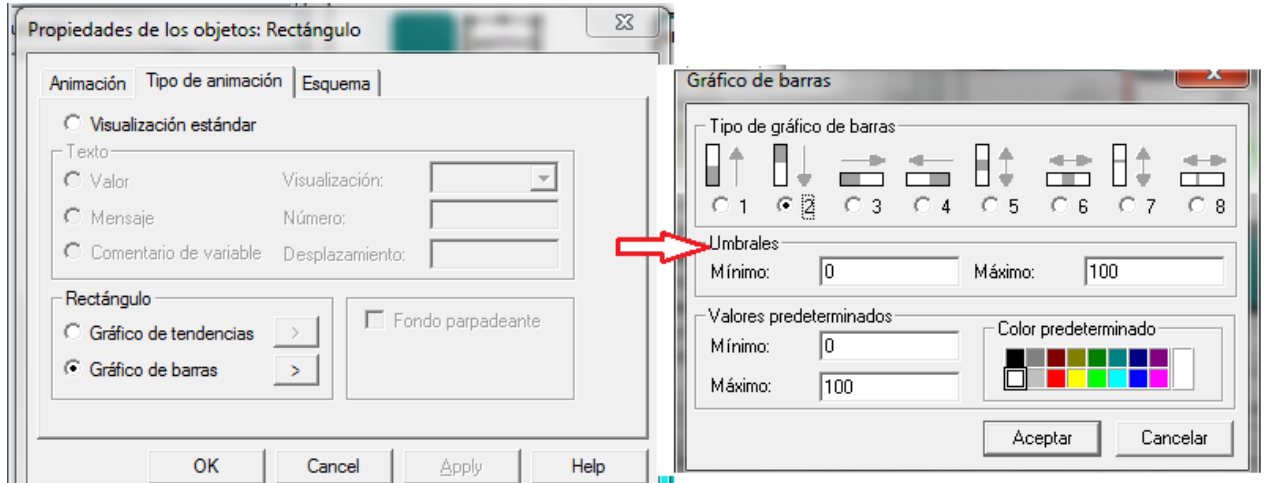 Propiedades de los objetos: Rectángulo
Animación Tipo de animación Esquema
Visualización estándar
Texto
Valor Visualización:
Mensaje Número:
Comentario de variable Desplazamiento:
Rectángulo
Gráfico de tendencias >
Fondo parpadeante
Gráfico de barras >
OK Cancel Apply Help
Gráfico de barras
Tipo de gráfico de barras
1 2 3 4 5 6 7 8
Umbrales
Mínimo: 0 Máximo: 100
Valores predeterminados
Mínimo: 0
Máximo: 100
Color predeterminado
Aceptar Cancelar